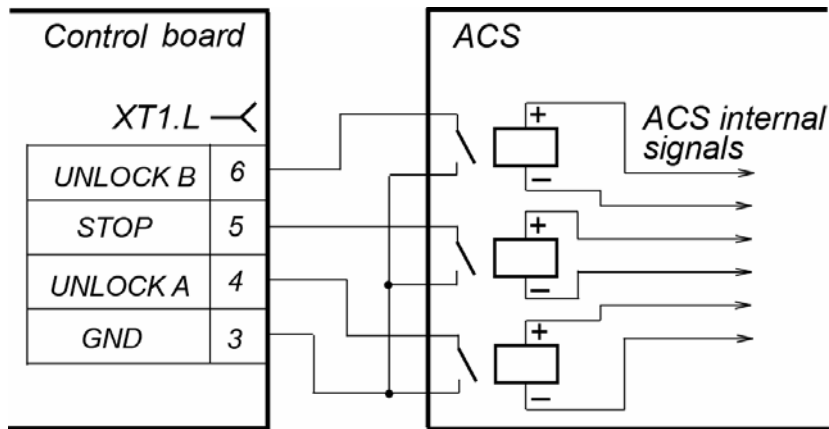 Control board
ACS
XT1.L
ACS internal
signals
UNLOCK B 6
STOP 5
UNLOCK A 4
GND 3
+
−
+
−
+
−